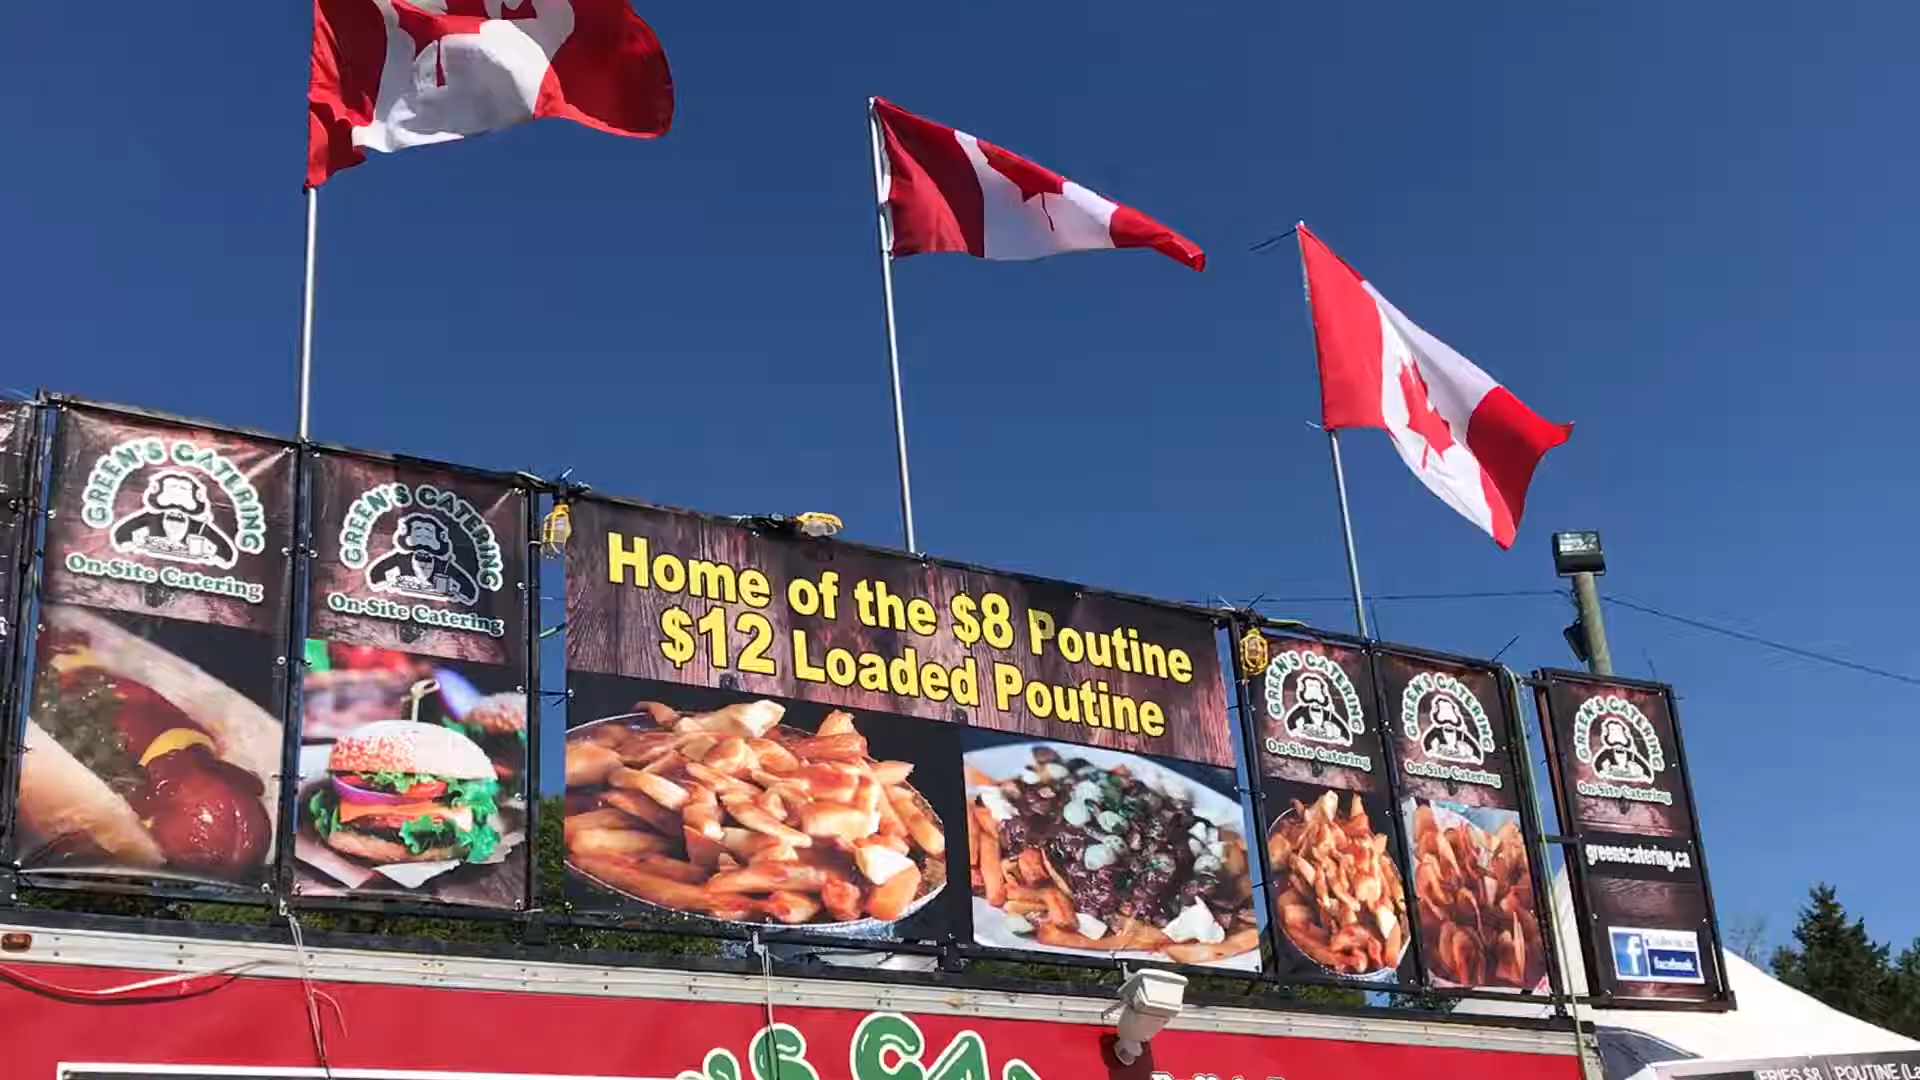 GREEN'S CATERING
On-Site Catering
GREEN'S CATERING
On-Site Catering
Home of the $8 Poutine
$12 Loaded Poutine
GREEN'S CATERING
On-Site Catering
GREEN'S CATERING
On-Site Catering
GREEN'S CATERING
On-Site Catering
greenscatering.ca
facebook
'S CA
FRIES $8 POUTINE (La